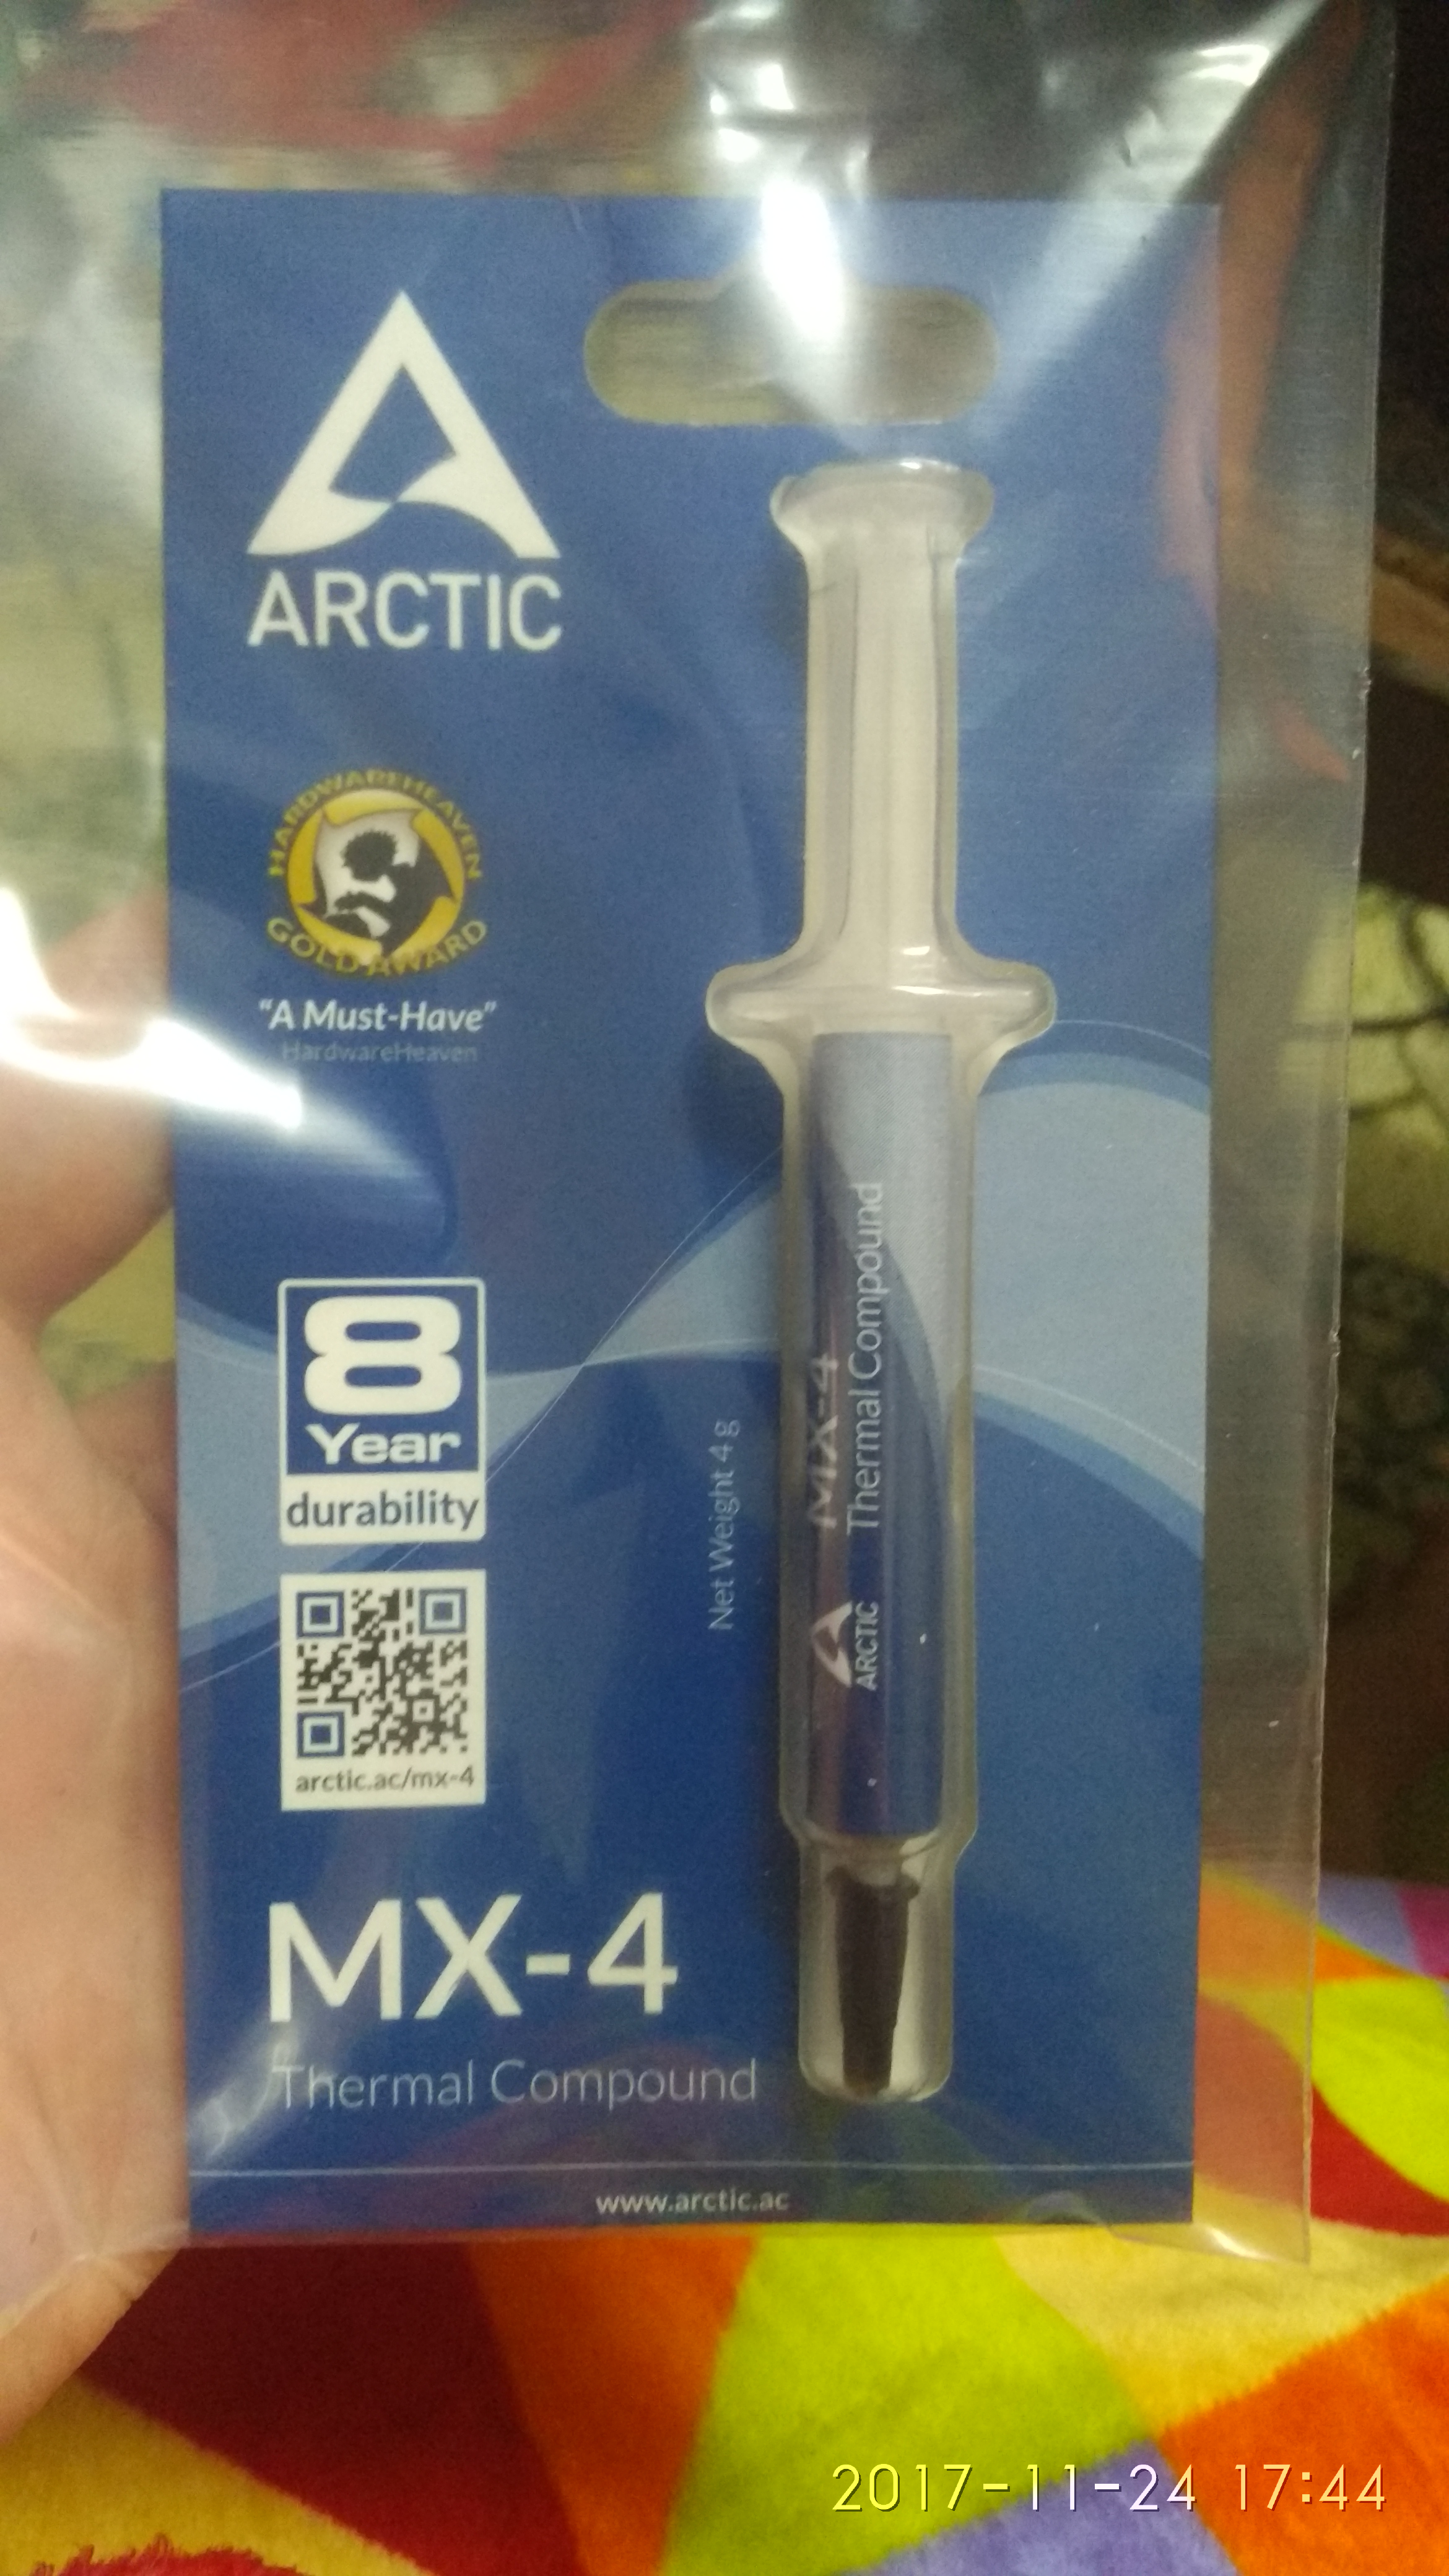 ARCTIC
HARDWAREHEAVEN
GOLD AWARD
"A Must-Have"
HardwareHeaven
8
Year
durability
arctic.ac/mx-4
Net Weight 4 g
ARCTIC
MX-4
Thermal Compound
MX-4
Thermal Compound
www.arctic.ac
2017-11-24 17:44